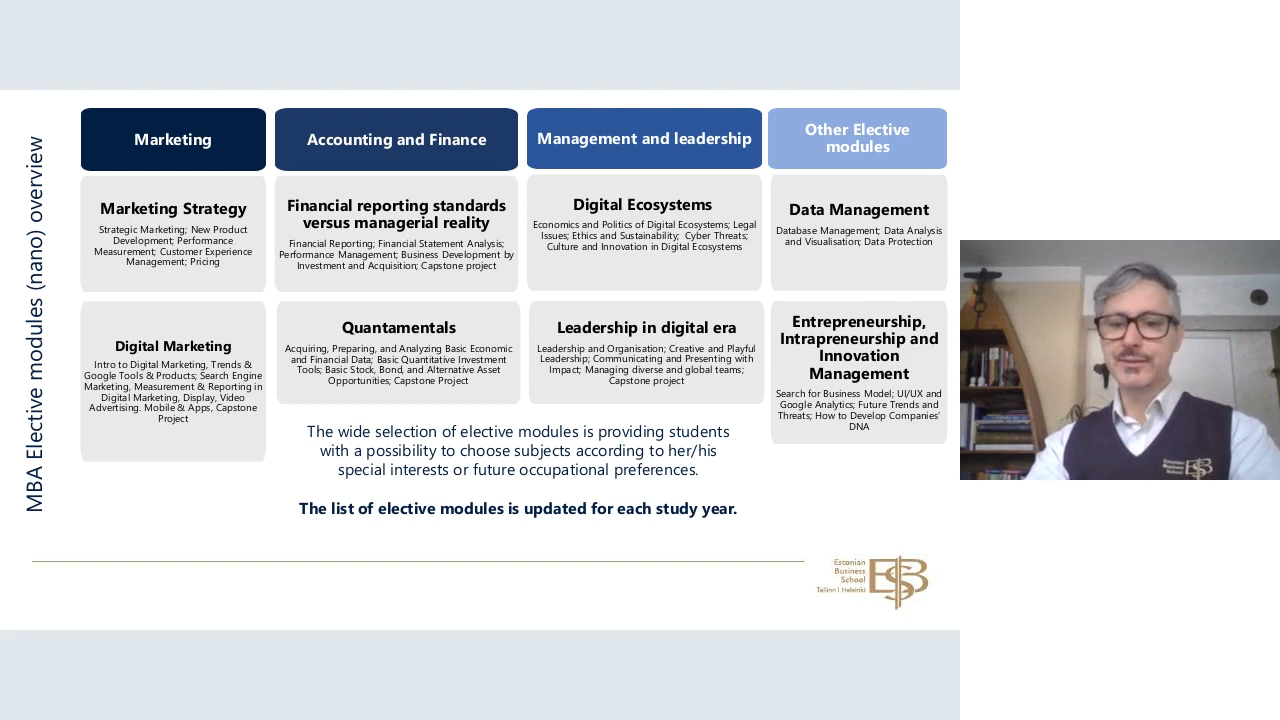 MBA Elective modules (nano) overview
Marketing
Marketing Strategy
Strategic Marketing; New Product
Development; Performance
Measurement; Customer Experience
Management; Pricing
Digital Marketing
Intro to Digital Marketing, Trends &
Google Tools & Products; Search Engine
Marketing, Measurement & Reporting in
Digital Marketing, Display, Video
Advertising. Mobile & Apps, Capstone
Project
Accounting and Finance
Financial reporting standards
versus managerial reality
Financial Reporting; Financial Statement Analysis;
Performance Management; Business Development by
Investment and Acquisition; Capstone project
Quantamentals
Acquiring, Preparing, and Analyzing Basic Economic
and Financial Data; Basic Quantitative Investment
Tools; Basic Stock, Bond, and Alternative Asset
Opportunities; Capstone Project
Management and leadership
Digital Ecosystems
Economics and Politics of Digital Ecosystems; Legal
Issues; Ethics and Sustainability; Cyber Threats;
Culture and Innovation in Digital Ecosystems
Leadership in digital era
Leadership and Organisation; Creative and Playful
Leadership; Communicating and Presenting with
Impact; Managing diverse and global teams;
Capstone project
Other Elective
modules
Data Management
Database Management; Data Analysis
and Visualisation; Data Protection
Entrepreneurship,
Intrapreneurship and
Innovation
Management
Search for Business Model; UI/UX and
Google Analytics; Future Trends and
Threats; How to Develop Companies'
DNA
The wide selection of elective modules is providing students
with a possibility to choose subjects according to her/his
special interests or future occupational preferences.
The list of elective modules is updated for each study year.
Estonian
Business
School
Tallinn | Helsinki
EBS
Estonian
Business
School
EBS